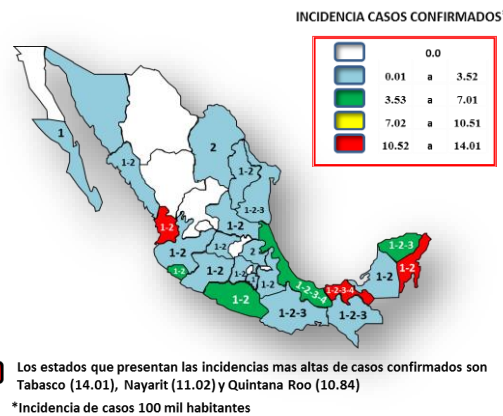 INCIDENCIA CASOS CONFIRMADOS
0.0
0.01 a 3.52
3.53 a 7.01
7.02 a 10.51
10.52 a 14.01
1
2
1-2
1-2
1-2-3
1-2
1-2
1-2
1-2
2
1-2
1-2
1-2
1-2
1-2-3-4
1-2
1-2-3
1-2-3-4
1-2-3
1-2
1-2-3
1-2
Los estados que presentan las incidencias mas altas de casos confirmados son
Tabasco (14.01), Nayarit (11.02) y Quintana Roo (10.84)
*Incidencia de casos 100 mil habitantes